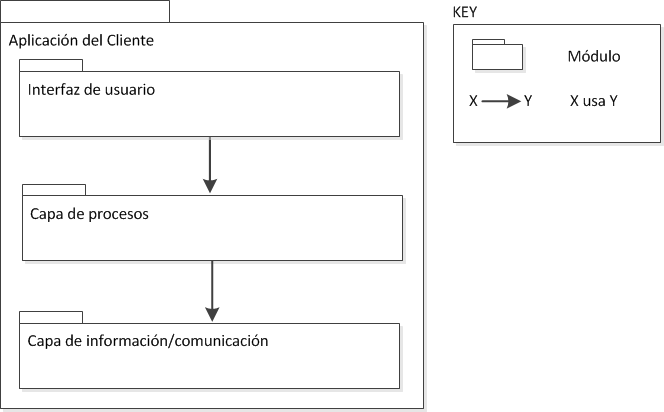 Aplicación del Cliente
Interfaz de usuario
Capa de procesos
Capa de información/comunicación
KEY
Módulo
X Y X usa Y